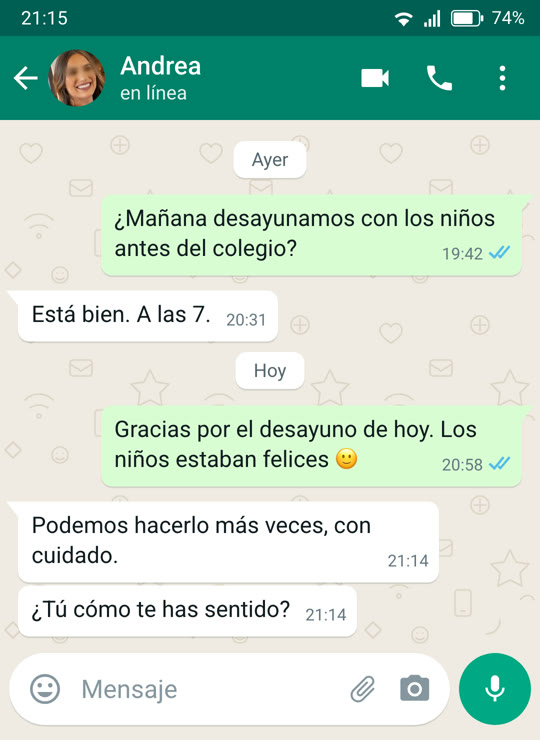 21:15
74%
Andrea
en línea
Ayer
¿Mañana desayunamos con los niños
antes del colegio?
19:42
Está bien. A las 7.
20:31
Hoy
Gracias por el desayuno de hoy. Los
niños estaban felices 🙂
20:58
Podemos hacerlo más veces, con
cuidado.
21:14
¿Tú cómo te has sentido?
21:14
Mensaje